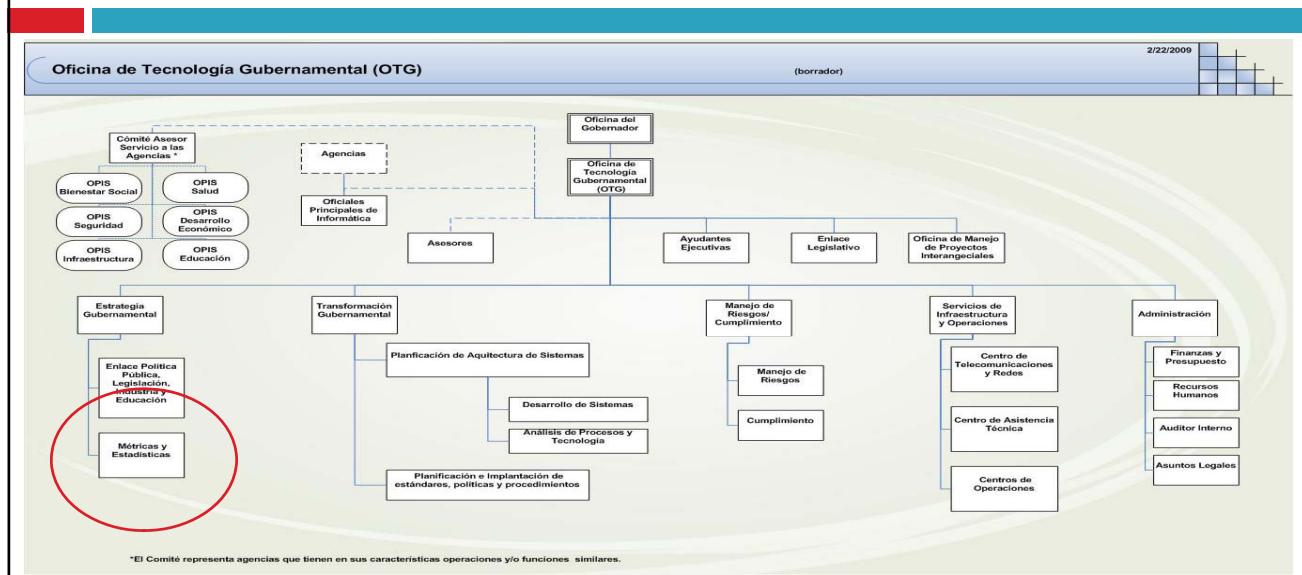 2/22/2009
Oficina de Tecnología Gubernamental (OTG)
(borrador)
Oficina del
Gobernador
Cómité Asesor
Servicio a las
Agencias *
Agencias
Oficina de
Tecnología
Gubernamental
(OTG)
OPIS
Bienestar Social
OPIS
Salud
OPIS
Seguridad
OPIS
Desarrollo
Económico
OPIS
Infraestructura
OPIS
Educación
Oficiales
Principales de
Informática
Asesores
Ayudantes
Ejecutivas
Enlace
Legislativo
Oficina de Manejo
de Proyectos
Interangeciales
Estrategia
Gubernamental
Transformación
Gubernamental
Manejo de
Riesgos/
Cumplimiento
Servicios de
Infraestructura
y Operaciones
Administración
Enlace Política
Pública,
Legislación,
Industria y
Educación
Métricas y
Estadísticas
Planficación de Aquitectura de Sistemas
Desarrollo de Sistemas
Análisis de Procesos y
Tecnología
Planificación e Implantación de
estándares, políticas y procedimientos
Manejo de
Riesgos
Cumplimiento
Centro de
Telecomunicaciones
y Redes
Centro de Asistencia
Técnica
Centros de
Operaciones
Finanzas y
Presupuesto
Recursos
Humanos
Auditor Interno
Asuntos Legales
*El Comité representa agencias que tienen en sus características operaciones y/o funciones similares.